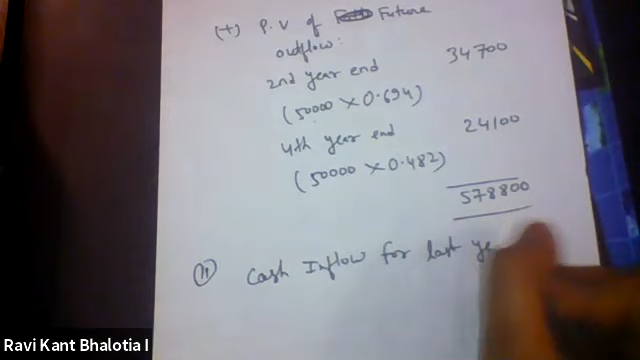 (+) P.V of Future
outflow:
2nd year end 34700
(50000 × 0.694)
4th year end 24100
(50000 × 0.482)
578800
(ii) Cash Inflow for last
Ravi Kant Bhalotia I